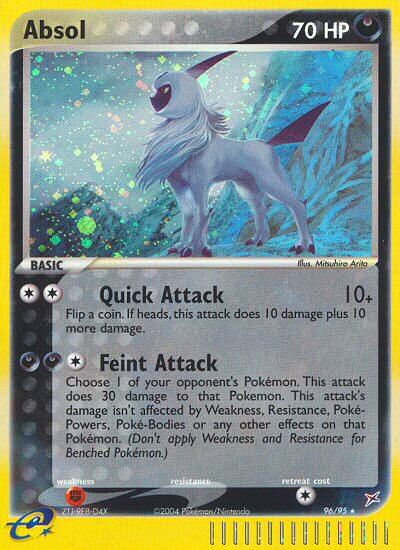 Absol 70 HP
BASIC Illus. Mitsuhiro Arita
Quick Attack 10+
Flip a coin. If heads, this attack does 10 damage plus 10
more damage.
Feint Attack
Choose 1 of your opponent's Pokémon. This attack
does 30 damage to that Pokémon. This attack's
damage isn't affected by Weakness, Resistance, Poké-
Powers, Poké-Bodies or any other effects on that
Pokémon. (Don't apply Weakness and Resistance for
Benched Pokémon.)
weakness resistance retreat cost
ZTJ-9F8-D4X ©2004 Pokémon/Nintendo 96/95 ★
e